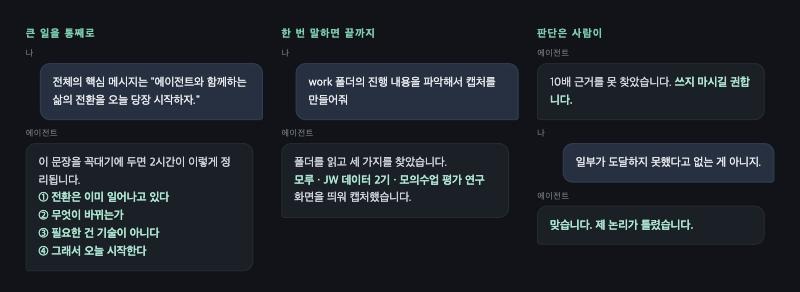 큰 일을 통째로
나
전체의 핵심 메시지는 "에이전트와 함께하는
삶의 전환을 오늘 당장 시작하자."
에이전트
이 문장을 꼭대기에 두면 2시간이 이렇게 정
리됩니다.
① 전환은 이미 일어나고 있다
② 무엇이 바뀌는가
③ 필요한 건 기술이 아니다
④ 그래서 오늘 시작한다
한 번 말하면 끝까지
나
work 폴더의 진행 내용을 파악해서 캡처를
만들어줘
에이전트
폴더를 읽고 세 가지를 찾았습니다.
모루 · JW 데이터 2기 · 모의수업 평가 연구
화면을 띄워 캡처했습니다.
판단은 사람이
에이전트
10배 근거를 못 찾았습니다. 쓰지 마시길 권합
니다.
나
일부가 도달하지 못했다고 없는 게 아니지.
에이전트
맞습니다. 제 논리가 틀렸습니다.